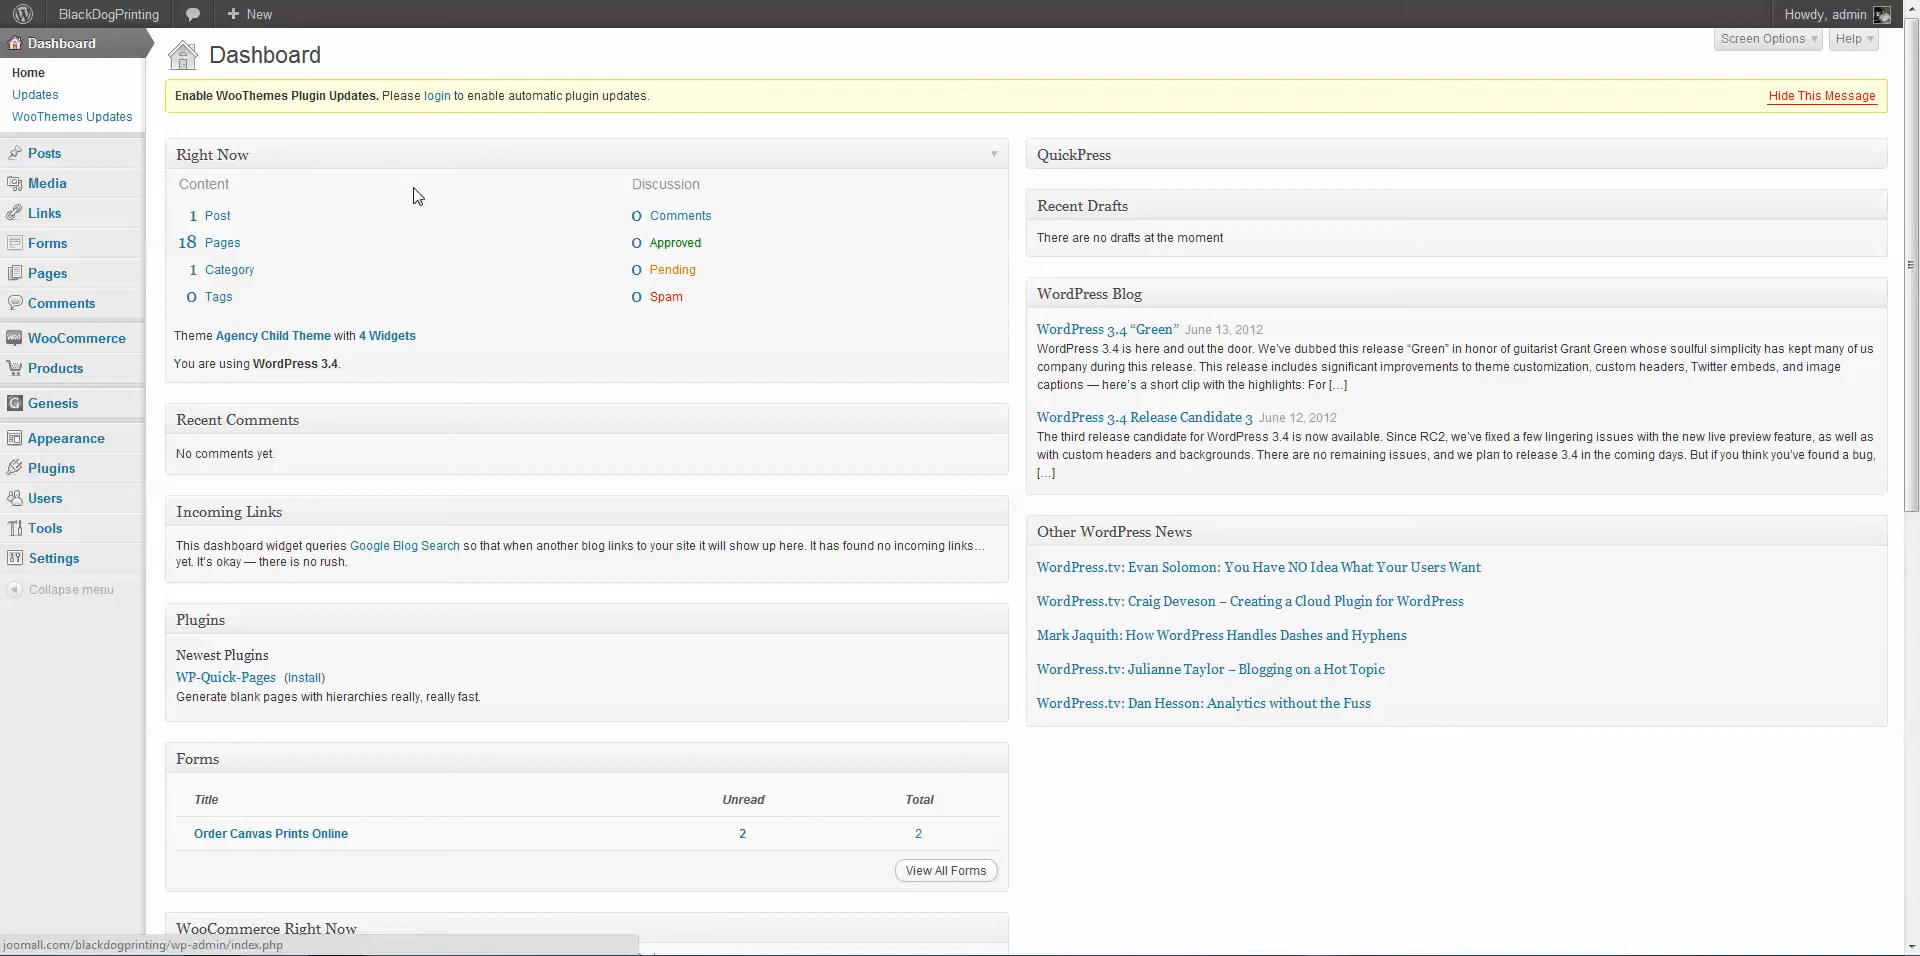 BlackDogPrinting
New
Howdy, admin
Dashboard
Home
Updates
WooThemes Updates
Posts
Media
Links
Forms
Pages
Comments
WooCommerce
Products
Genesis
Appearance
Plugins
Users
Tools
Settings
Collapse menu
Dashboard
Screen Options
Help
Enable WooThemes Plugin Updates. Please login to enable automatic plugin updates.
Hide This Message
Right Now
Content
Discussion
1 Post
0 Comments
18 Pages
0 Approved
1 Category
0 Pending
0 Tags
0 Spam
Theme Agency Child Theme with 4 Widgets
You are using WordPress 3.4.
Recent Comments
No comments yet.
Incoming Links
This dashboard widget queries Google Blog Search so that when another blog links to your site it will show up here. It has found no incoming links…
yet. It's okay — there is no rush.
Plugins
Newest Plugins
WP-Quick-Pages (Install)
Generate blank pages with hierarchies really, really fast.
Forms
Title Unread Total
Order Canvas Prints Online 2 2
View All Forms
WooCommerce Right Now
QuickPress
Recent Drafts
There are no drafts at the moment
WordPress Blog
WordPress 3.4 “Green” June 13, 2012
WordPress 3.4 is here and out the door. We've dubbed this release “Green” in honor of guitarist Grant Green whose soulful simplicity has kept many of us
company during this release. This release includes significant improvements to theme customization, custom headers, Twitter embeds, and image
captions — here's a short clip with the highlights: For […]
WordPress 3.4 Release Candidate 3 June 12, 2012
The third release candidate for WordPress 3.4 is now available. Since RC2, we've fixed a few lingering issues with the new live preview feature, as well as
with custom headers and backgrounds. There are no remaining issues, and we plan to release 3.4 in the coming days. But if you think you've found a bug,
[…]
Other WordPress News
WordPress.tv: Evan Solomon: You Have NO Idea What Your Users Want
WordPress.tv: Craig Deveson – Creating a Cloud Plugin for WordPress
Mark Jaquith: How WordPress Handles Dashes and Hyphens
WordPress.tv: Julianne Taylor – Blogging on a Hot Topic
WordPress.tv: Dan Hesson: Analytics without the Fuss
joomall.com/blackdogprinting/wp-admin/index.php